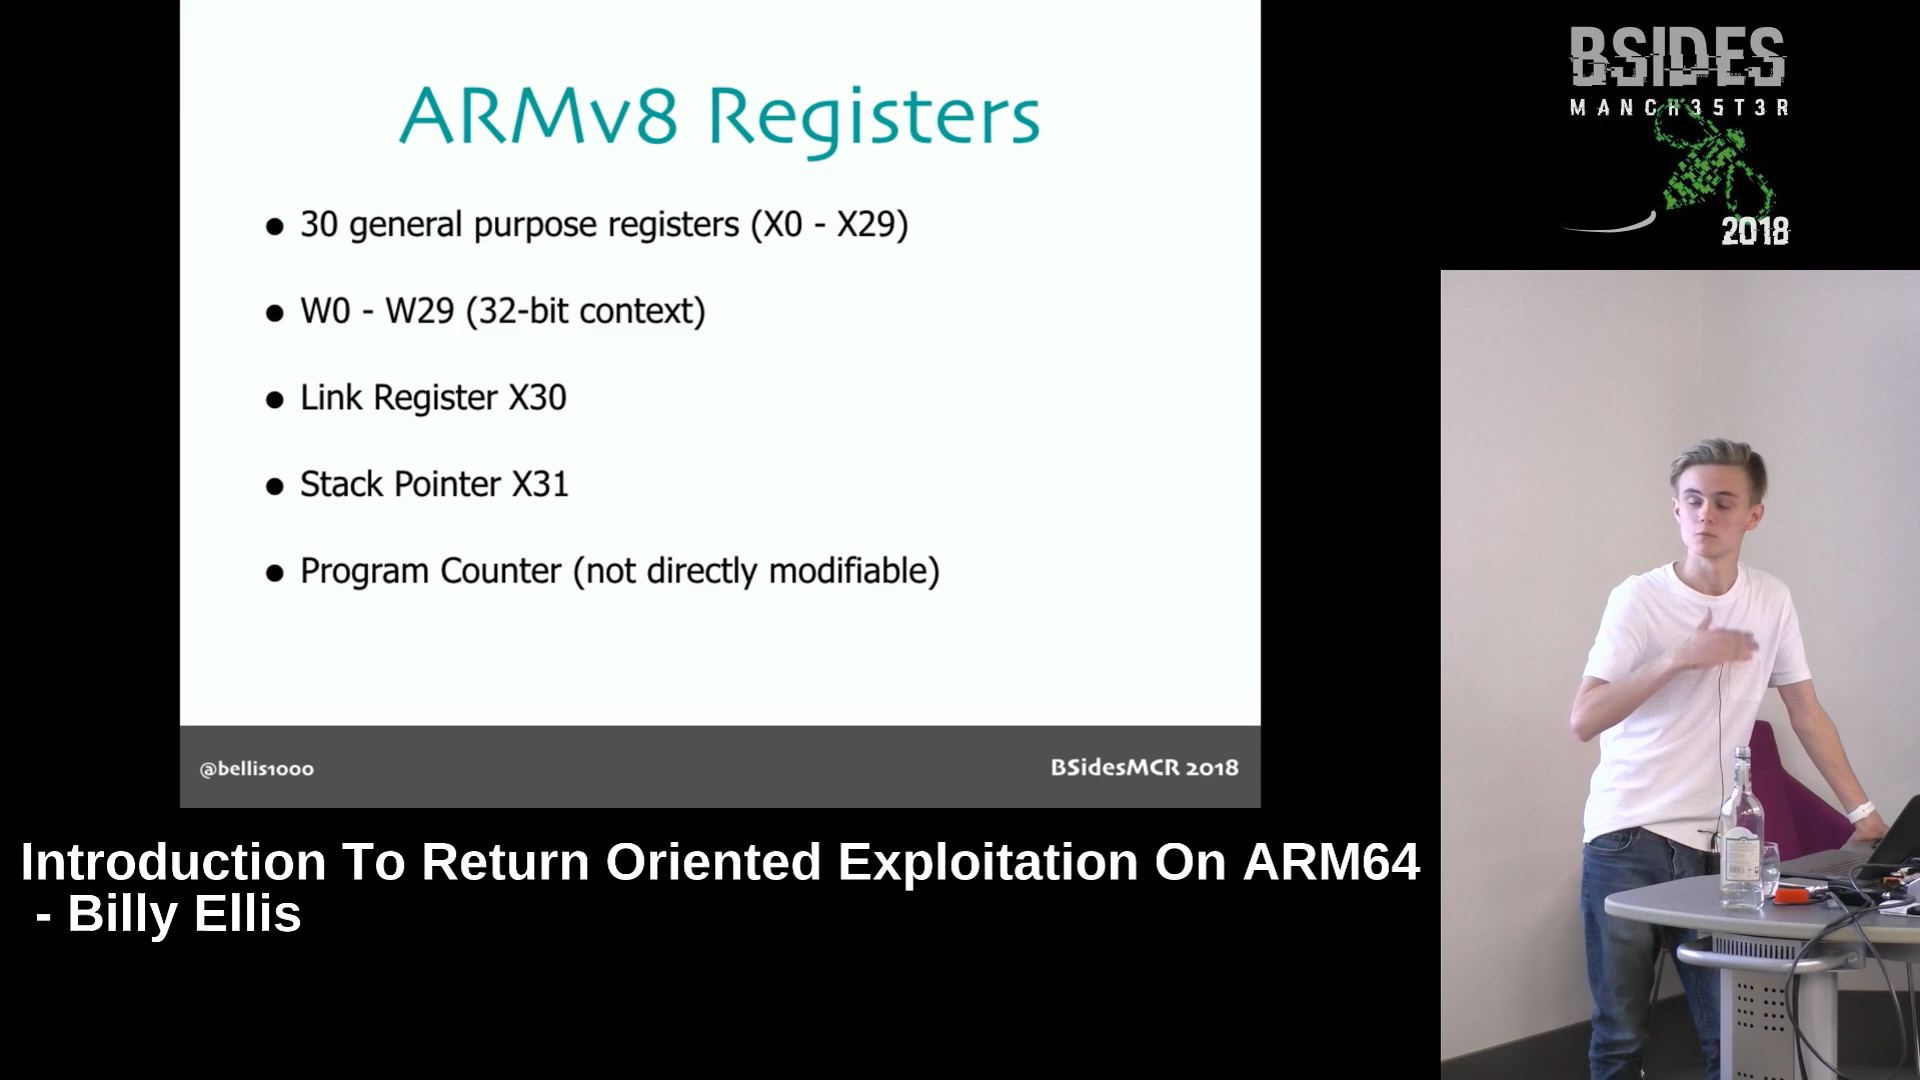 ARMv8 Registers
● 30 general purpose registers (X0 - X29)
● W0 - W29 (32-bit context)
● Link Register X30
● Stack Pointer X31
● Program Counter (not directly modifiable)
@bellis1000
BSidesMCR 2018
BSIDES
MANCH35T3R
2018
Introduction To Return Oriented Exploitation On ARM64
- Billy Ellis